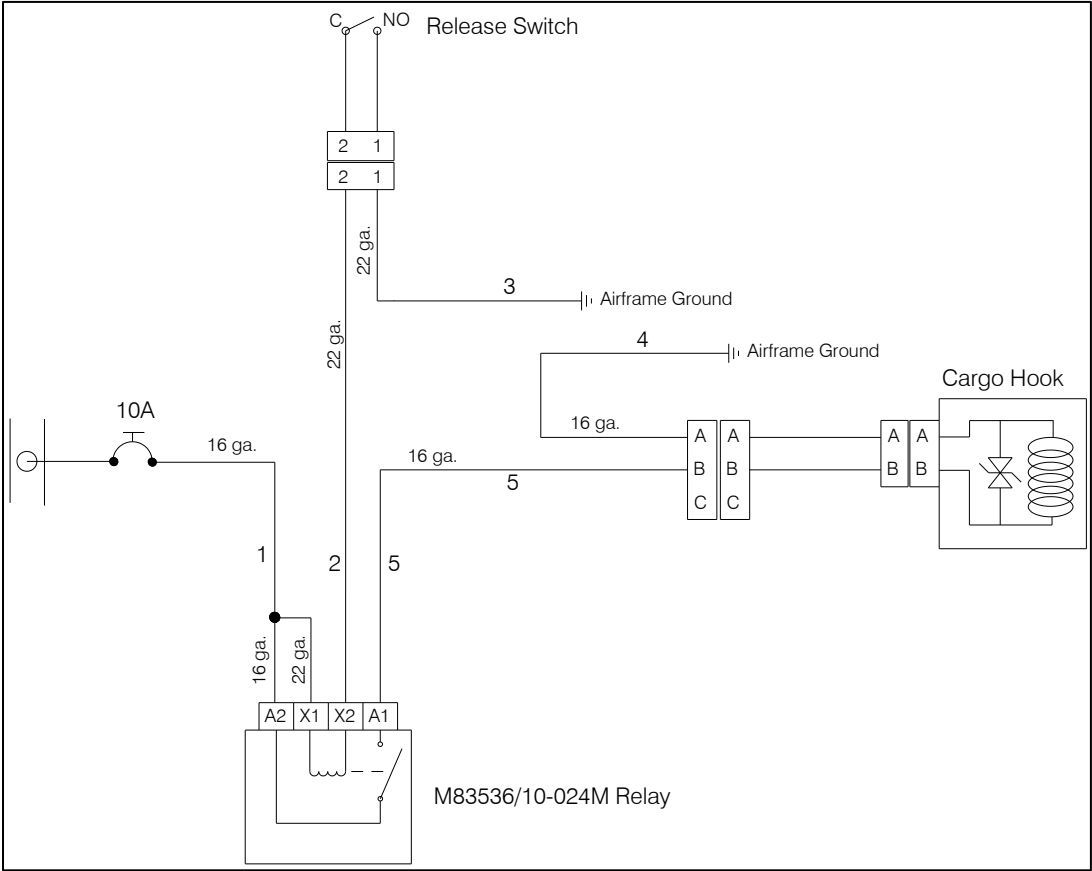 C NO Release Switch
2 1
2 1
22 ga.
3 Airframe Ground
22 ga.
4 Airframe Ground
Cargo Hook
10A
16 ga.
16 ga.
A A A A
16 ga.
B B B B
5
C C
1 2 5
16 ga. 22 ga.
A2 X1 X2 A1
M83536/10-024M Relay